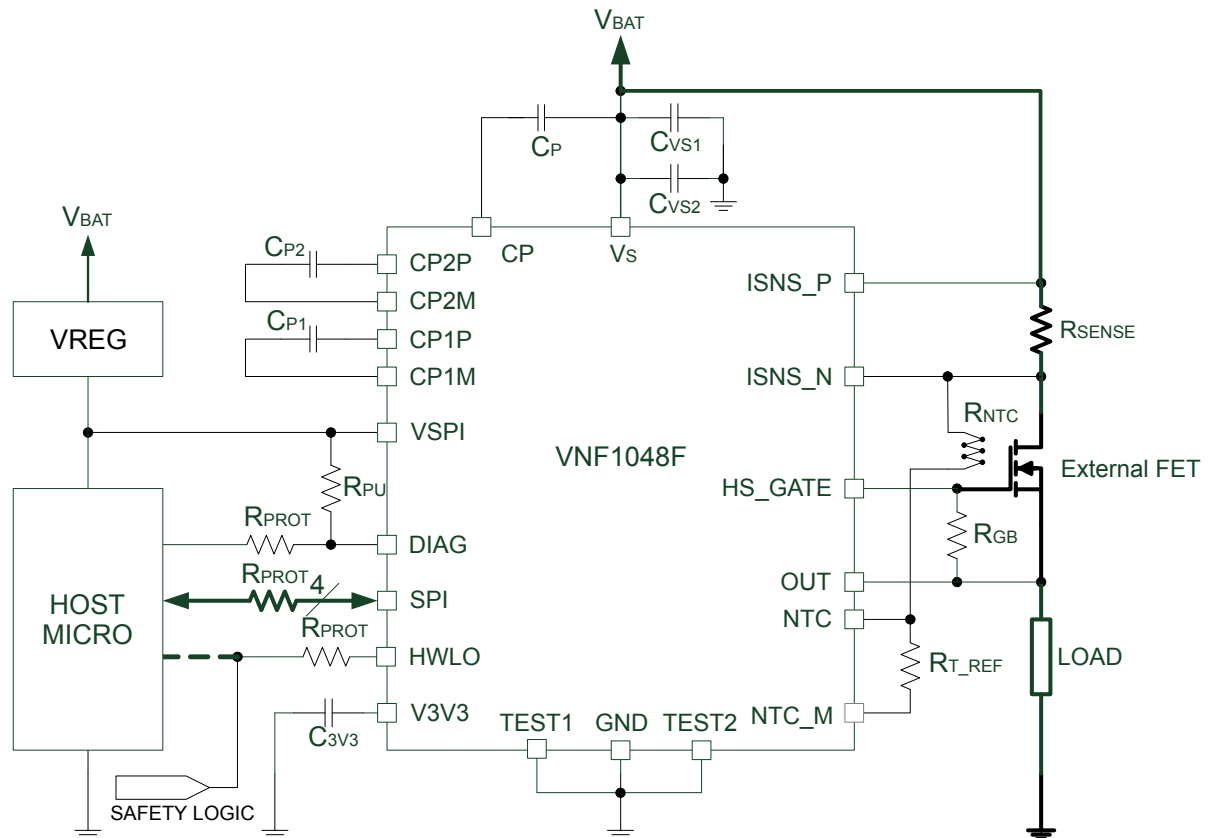 VBAT
CP
CVS1
CVS2
VBAT
CP
VS
CP2
CP2P
ISNS_P
CP2M
VREG
CP1
CP1P
RSENSE
CP1M
ISNS_N
RNTC
VSPI
VNF1048F
External FET
RPU
HS_GATE
RPROT
RGB
DIAG
OUT
RPROT
4
SPI
NTC
HOST
MICRO
RPROT
HWLO
RT_REF
LOAD
V3V3
TEST1
GND
TEST2
NTC_M
C3V3
SAFETY LOGIC